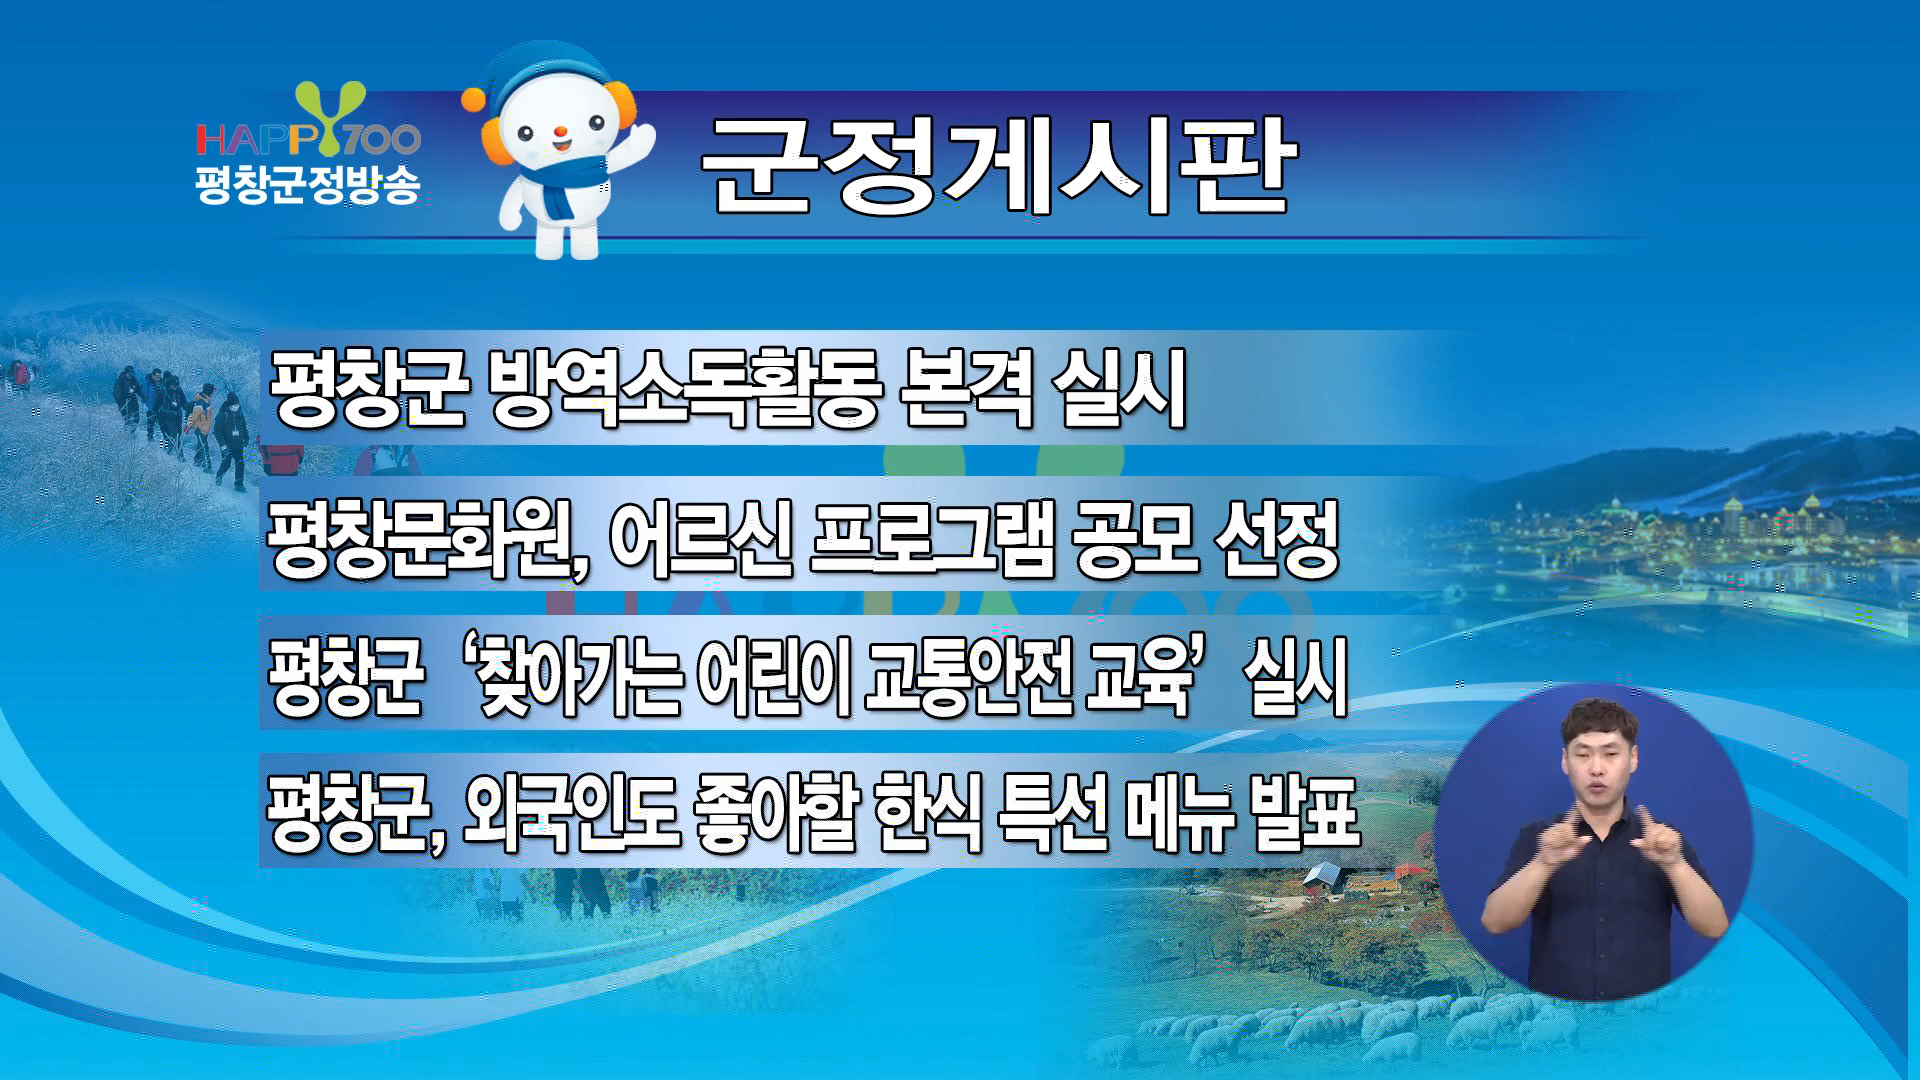 HAPPY700
평창군정방송
군정게시판
평창군 방역소독활동 본격 실시
평창문화원, 어르신 프로그램 공모 선정
HAPPY700
평창군 ‘찾아가는 어린이 교통안전 교육’ 실시
평창군, 외국인도 좋아할 한식 특선 메뉴 발표